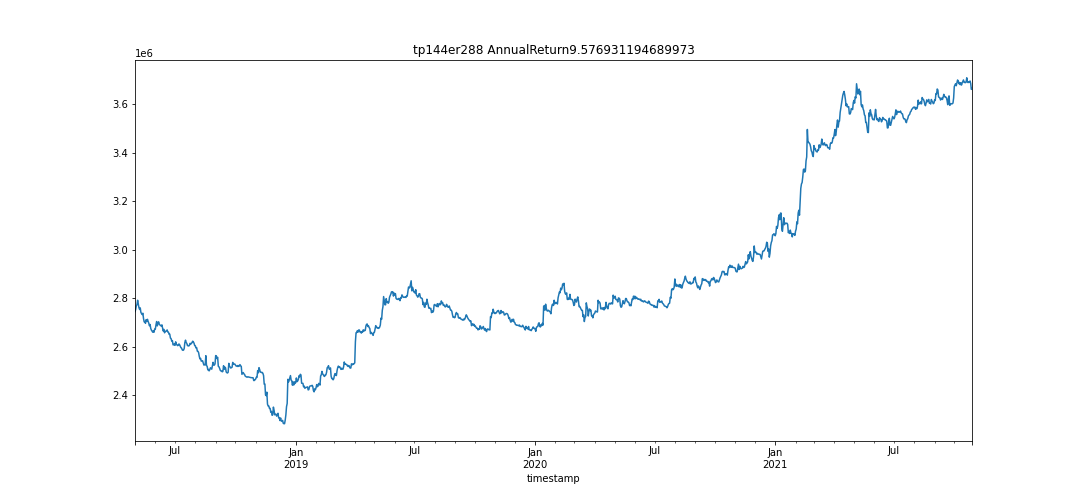 tp144er288 AnnualReturn9.576931194689973
1e6
3.6
3.4
3.2
3.0
2.8
2.6
2.4
Jul
Jan
2019
Jul
Jan
2020
Jul
Jan
2021
Jul
timestamp